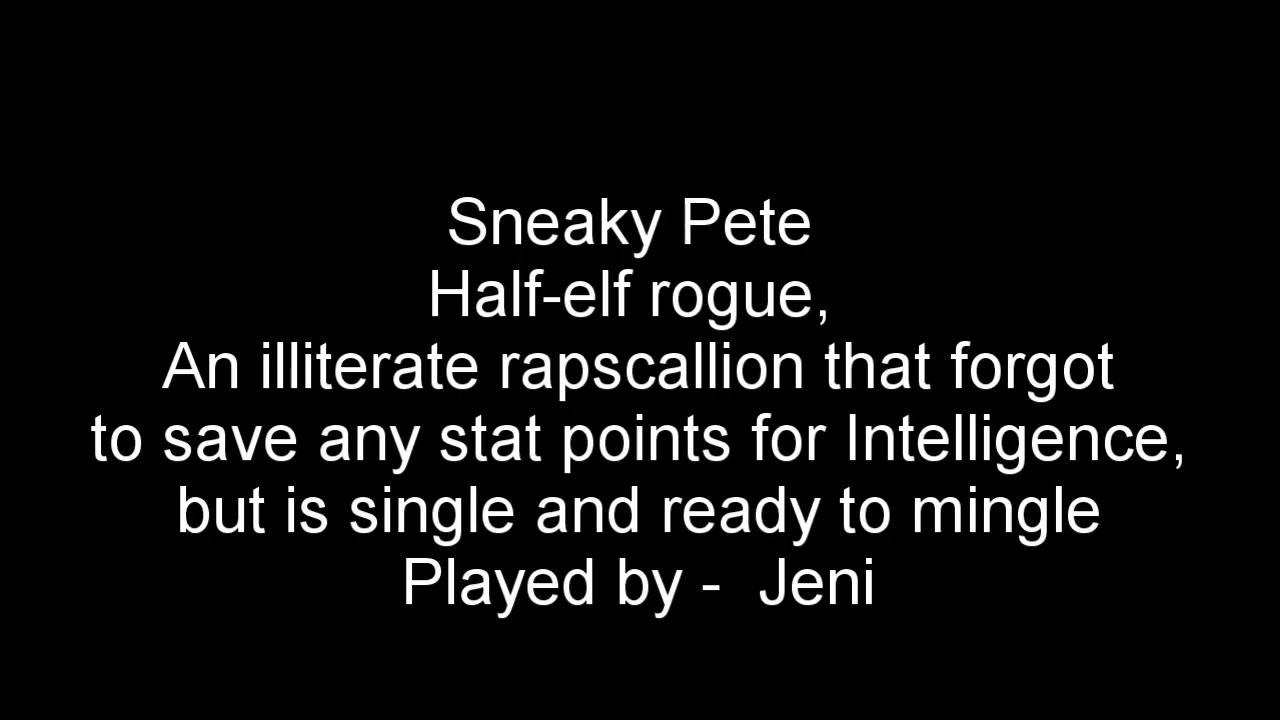 Sneaky Pete
Half-elf rogue,
An illiterate rapscallion that forgot
to save any stat points for Intelligence,
but is single and ready to mingle
Played by -  Jeni